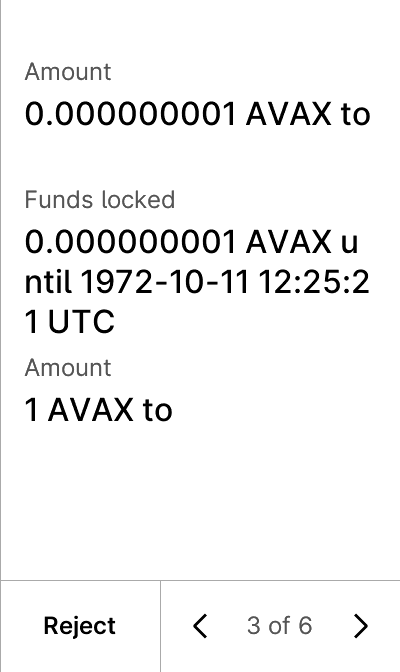 Amount
0.000000001 AVAX to
Funds locked
0.000000001 AVAX u
ntil 1972-10-11 12:25:2
1 UTC
Amount
1 AVAX to
Reject
3 of 6